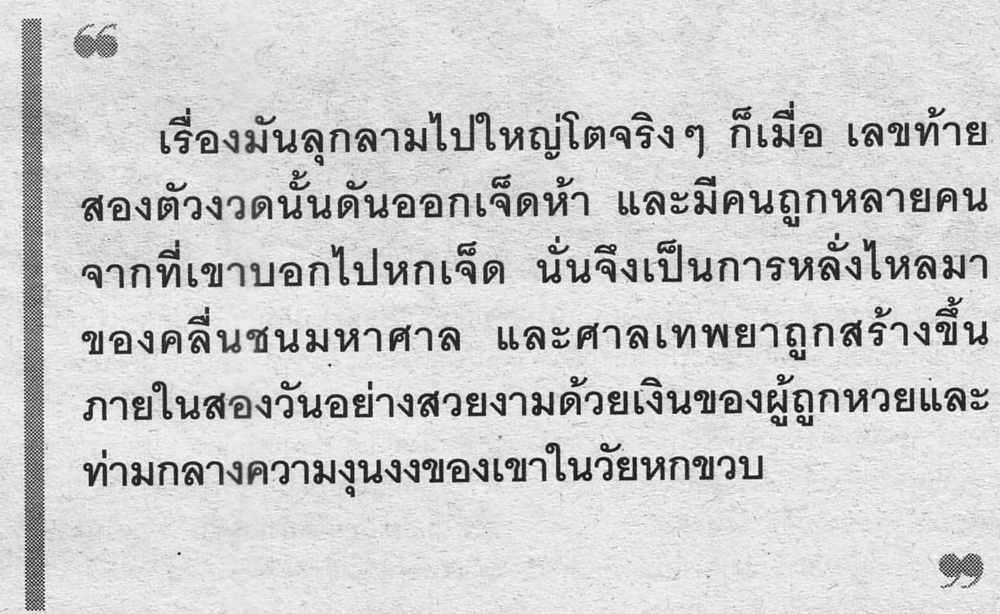 “
เรื่องมันลุกลามไปใหญ่โตจริงๆ ก็เมื่อ เลขท้าย
สองตัวงวดนั้นดันออกเจ็ดห้า และมีคนถูกหลายคน
จากที่เขาบอกไปหกเจ็ด นั่นจึงเป็นการหลั่งไหลมา
ของคลื่นชนมหาศาล และศาลเทพยาถูกสร้างขึ้น
ภายในสองวันอย่างสวยงามด้วยเงินของผู้ถูกหวยและ
ท่ามกลางความงุนงงของเขาในวัยหกขวบ
”